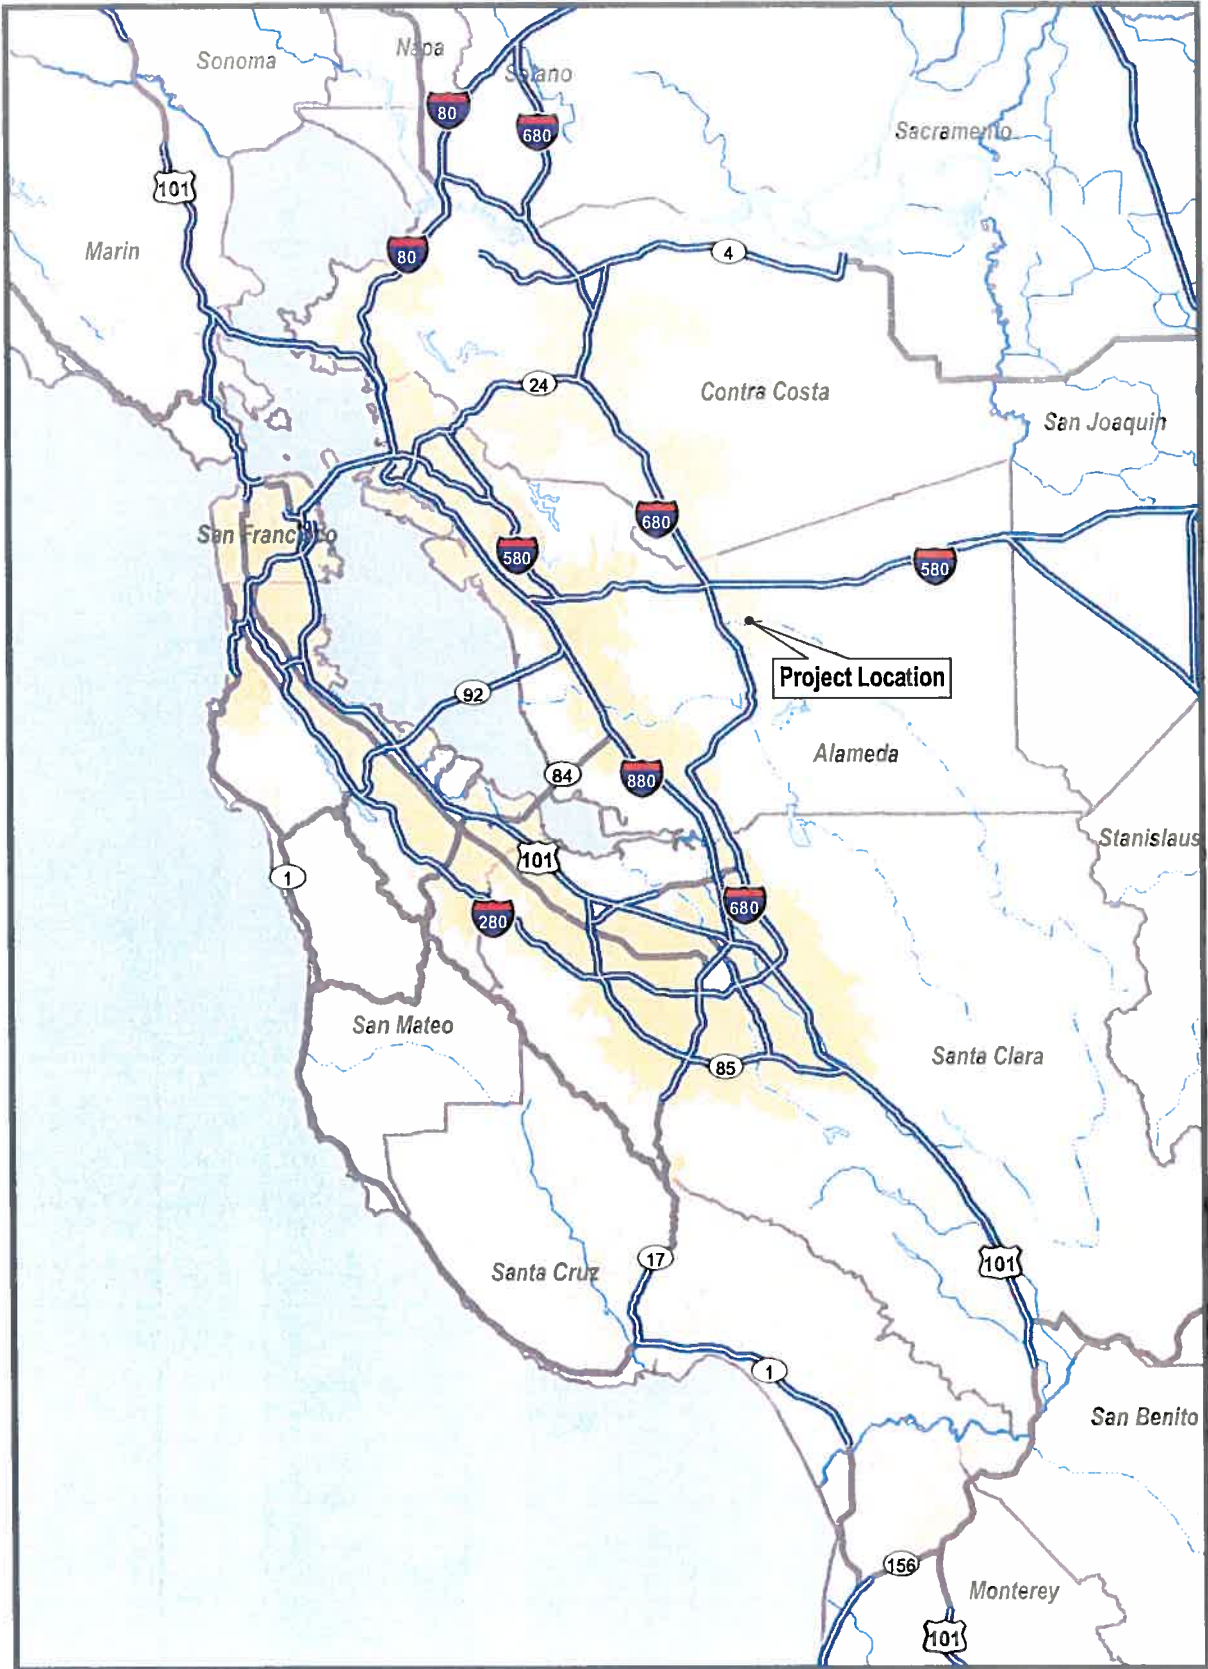 Napa
Sonoma
Solano
80
680
Sacramento
101
Marin
80
4
24
Contra Costa
San Joaquin
680
San Francisco
580
580
Project Location
92
Alameda
84
880
Stanislaus
101
1
680
280
San Mateo
Santa Clara
85
17
101
Santa Cruz
1
San Benito
156
Monterey
101